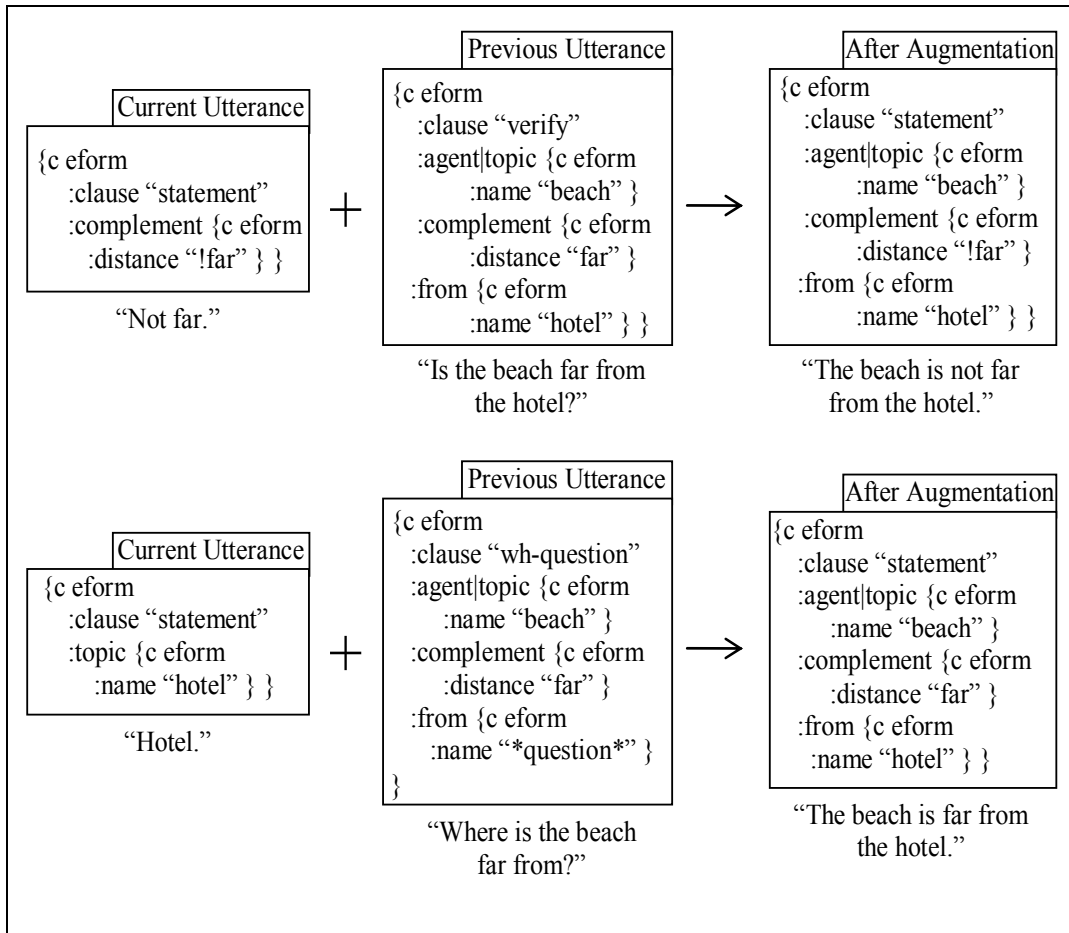 Current Utterance
{c eform
:clause “statement”
:complement {c eform
:distance “!far” } }
“Not far.”
+
Previous Utterance
{c eform
:clause “verify”
:agent|topic {c eform
:name “beach” }
:complement {c eform
:distance “far” }
:from {c eform
:name “hotel” } }
“Is the beach far from
the hotel?”
After Augmentation
{c eform
:clause “statement”
:agent|topic {c eform
:name “beach” }
:complement {c eform
:distance “!far” }
:from {c eform
:name “hotel” } }
“The beach is not far
from the hotel.”
Current Utterance
{c eform
:clause “statement”
:topic {c eform
:name “hotel” } }
“Hotel.”
+
Previous Utterance
{c eform
:clause “wh-question”
:agent|topic {c eform
:name “beach” }
:complement {c eform
:distance “far” }
:from {c eform
:name “*question*” }
}
“Where is the beach
far from?”
After Augmentation
{c eform
:clause “statement”
:agent|topic {c eform
:name “beach” }
:complement {c eform
:distance “far” }
:from {c eform
:name “hotel” } }
“The beach is far from
the hotel.”